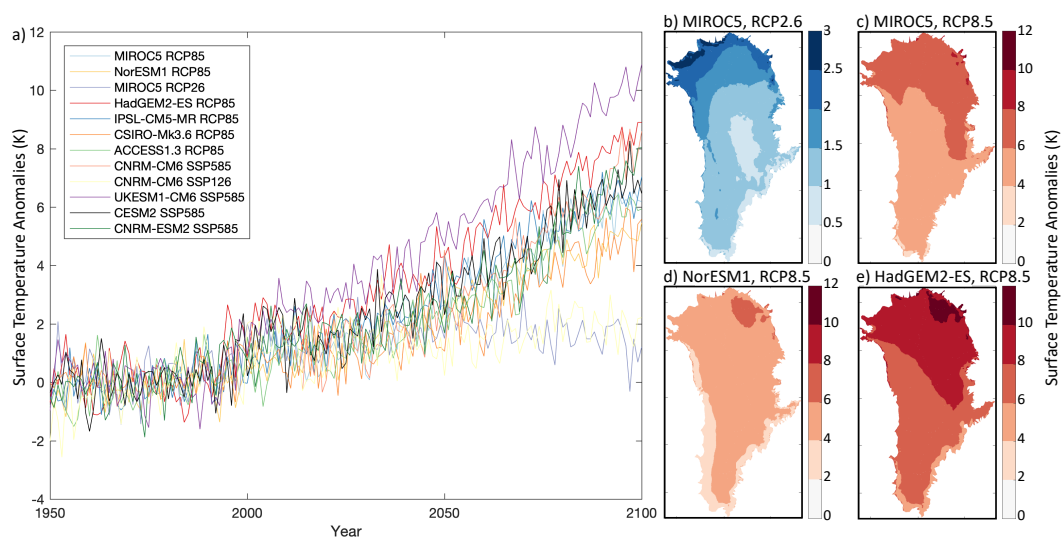 a)
12
10
8
6
4
2
0
-2
-4
1950
2000
2050
2100
Year
Surface Temperature Anomalies (K)
MIROC5 RCP85
NorESM1 RCP85
MIROC5 RCP26
HadGEM2-ES RCP85
IPSL-CM5-MR RCP85
CSIRO-Mk3.6 RCP85
ACCESS1.3 RCP85
CNRM-CM6 SSP585
CNRM-CM6 SSP126
UKESM1-CM6 SSP585
CESM2 SSP585
CNRM-ESM2 SSP585
b) MIROC5, RCP2.6
3
2.5
2
1.5
1
0.5
0
c) MIROC5, RCP8.5
12
10
8
6
4
2
0
d) NorESM1, RCP8.5
12
10
8
6
4
2
0
e) HadGEM2-ES, RCP8.5
12
10
8
6
4
2
0
Surface Temperature Anomalies (K)